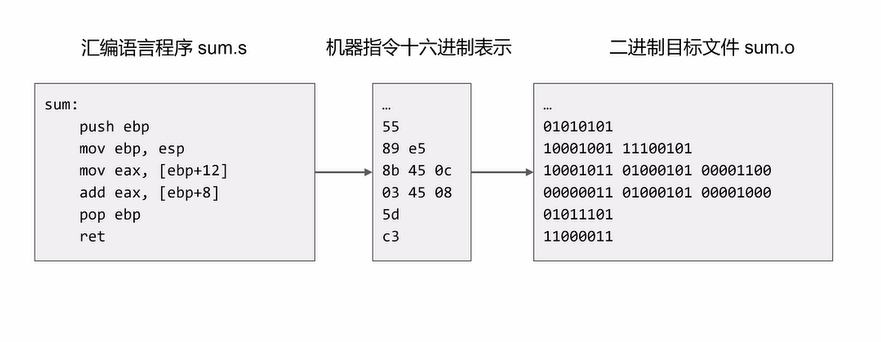 汇编语言程序 sum.s
sum:
push ebp
mov ebp, esp
mov eax, [ebp+12]
add eax, [ebp+8]
pop ebp
ret
机器指令十六进制表示
…
55
89 e5
8b 45 0c
03 45 08
5d
c3
二进制目标文件 sum.o
…
01010101
10001001 11100101
10001011 01000101 00001100
00000011 01000101 00001000
01011101
11000011